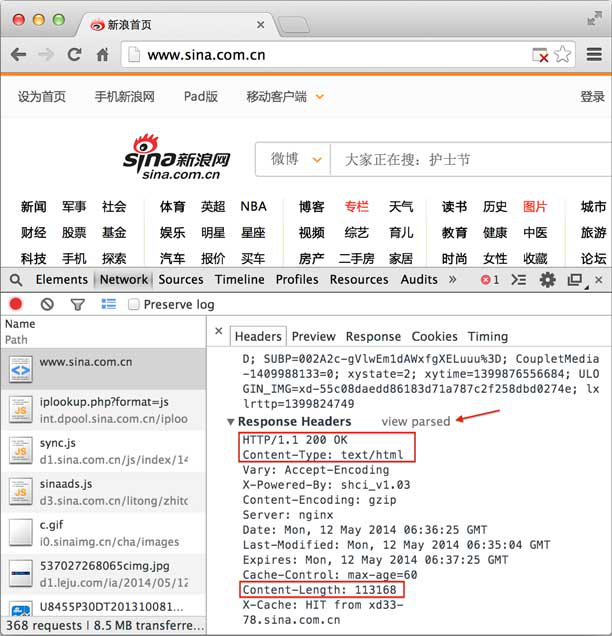 新浪首页
www.sina.com.cn
设为首页 手机新浪网 Pad版 移动客户端 登录
sina新浪网
sina.com.cn
微博 大家正在搜：护士节
新闻 军事 社会 体育 英超 NBA 博客 专栏 天气 读书 历史 图片 城市
财经 股票 基金 娱乐 明星 星座 视频 综艺 育儿 教育 健康 中医 旅游
科技 手机 探索 汽车 报价 买车 房产 二手房 家居 时尚 女性 收藏 论坛
Elements Network Sources Timeline Profiles Resources Audits » 1
Preserve log
Name
Path
Headers Preview Response Cookies Timing
www.sina.com.cn
iplookup.php?format=js
int.dpool.sina.com.cn/iploo
sync.js
d1.sina.com.cn/js/index/14
sinaads.js
d3.sina.com.cn/litong/zhito
c.gif
i0.sinaimg.cn/cha/images
537027268065cimg.jpg
d1.leju.com/ia/2014/05/12
U8455P30DT201310081...
368 requests | 8.5 MB transferre...
D; SUBP=002A2c-gVlwEm1dAWxfgXELuuu%3D; CoupletMedia
-1409988133=0; xystate=2; xytime=1399876556684; ULO
GIN_IMG=xd-55c08daedd86183d71a787c2f258dbd0274e; lx
lrttp=1399824749
Response Headers view parsed
HTTP/1.1 200 OK
Content-Type: text/html
Vary: Accept-Encoding
X-Powered-By: shci_v1.03
Content-Encoding: gzip
Server: nginx
Date: Mon, 12 May 2014 06:36:25 GMT
Last-Modified: Mon, 12 May 2014 06:35:04 GMT
Expires: Mon, 12 May 2014 06:37:25 GMT
Cache-Control: max-age=60
Content-Length: 113168
X-Cache: HIT from xd33-
78.sina.com.cn